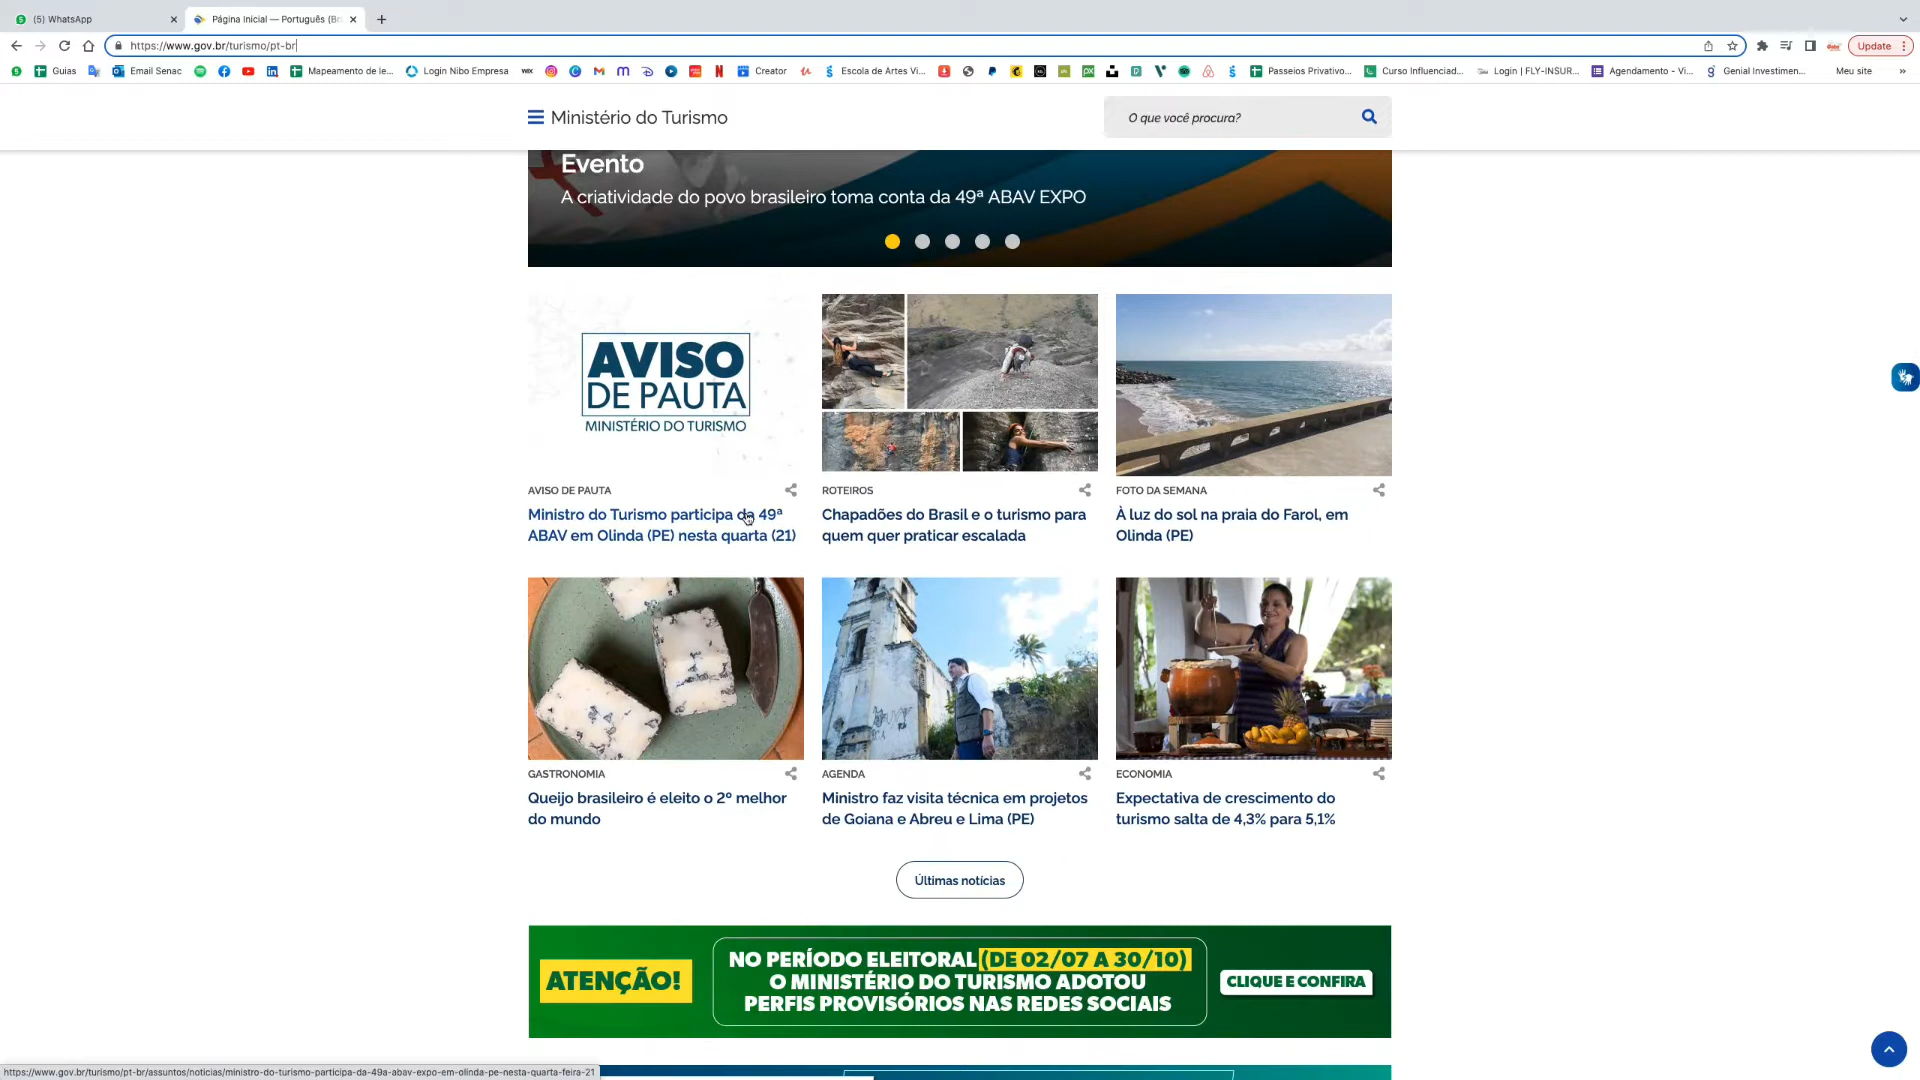 (5) WhatsApp
Página Inicial — Português (Br
https://www.gov.br/turismo/pt-br
Update
Guias
Email Senac
Mapeamento de le...
Login Nibo Empresa
WIX
Creator
Escola de Artes Vi...
Passeios Privativo...
Curso Influenciad...
Login | FLY-INSUR...
Agendamento - Vi...
Genial Investimen...
Meu site
Ministério do Turismo
O que você procura?
Evento
A criatividade do povo brasileiro toma conta da 49ª ABAV EXPO
AVISO
DE PAUTA
MINISTÉRIO DO TURISMO
AVISO DE PAUTA
Ministro do Turismo participa da 49ª
ABAV em Olinda (PE) nesta quarta (21)
ROTEIROS
Chapadões do Brasil e o turismo para
quem quer praticar escalada
FOTO DA SEMANA
À luz do sol na praia do Farol, em
Olinda (PE)
GASTRONOMIA
Queijo brasileiro é eleito o 2º melhor
do mundo
AGENDA
Ministro faz visita técnica em projetos
de Goiana e Abreu e Lima (PE)
ECONOMIA
Expectativa de crescimento do
turismo salta de 4,3% para 5,1%
Últimas notícias
ATENÇÃO!
NO PERÍODO ELEITORAL (DE 02/07 A 30/10)
O MINISTÉRIO DO TURISMO ADOTOU
PERFIS PROVISÓRIOS NAS REDES SOCIAIS
CLIQUE E CONFIRA
https://www.gov.br/turismo/pt-br/assuntos/noticias/ministro-do-turismo-participa-da-49a-abav-expo-em-olinda-pe-nesta-quarta-feira-21